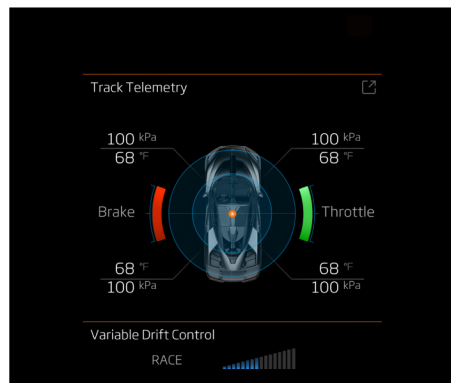 Track Telemetry
100 kPa 100 kPa
68 °F 68 °F
Brake Throttle
68 °F 68 °F
100 kPa 100 kPa
Variable Drift Control
RACE